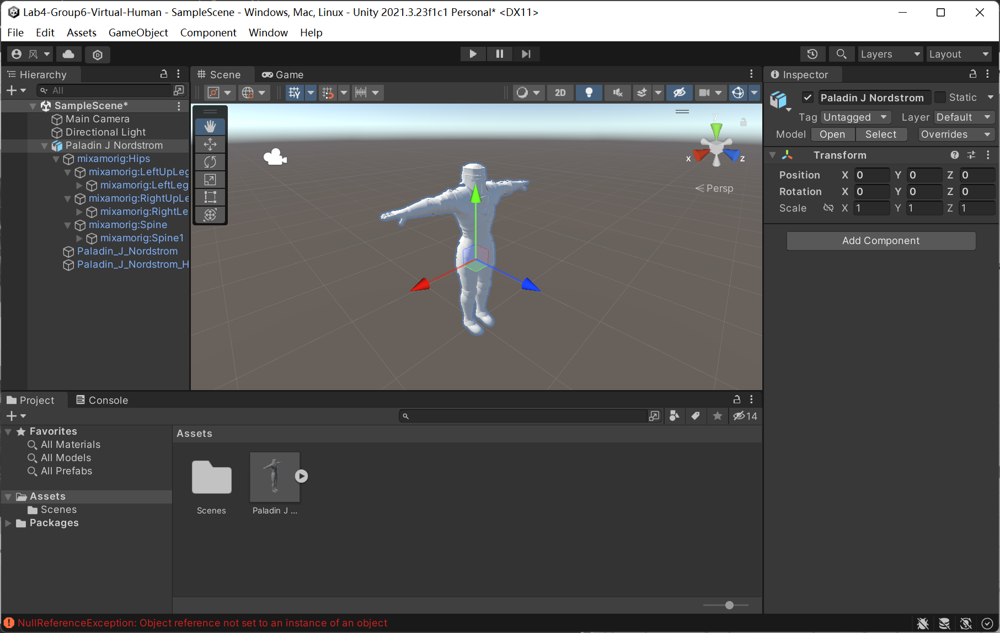 Lab4-Group6-Virtual-Human - SampleScene - Windows, Mac, Linux - Unity 2021.3.23f1c1 Personal* <DX11>
File Edit Assets GameObject Component Window Help
风 Layers Layout
Hierarchy
All
SampleScene*
Main Camera
Directional Light
Paladin J Nordstrom
mixamorig:Hips
mixamorig:LeftUpLeg
mixamorig:LeftLeg
mixamorig:RightUpLe
mixamorig:RightLe
mixamorig:Spine
mixamorig:Spine1
Paladin_J_Nordstrom
Paladin_J_Nordstrom_H
Scene Game
2D
y
x z
Persp
Inspector
Paladin J Nordstrom Static
Tag Untagged Layer Default
Model Open Select Overrides
Transform
Position X 0 Y 0 Z 0
Rotation X 0 Y 0 Z 0
Scale X 1 Y 1 Z 1
Add Component
Project Console
14
Favorites
All Materials
All Models
All Prefabs
Assets
Scenes
Packages
Assets
Scenes
Paladin J ...
NullReferenceException: Object reference not set to an instance of an object